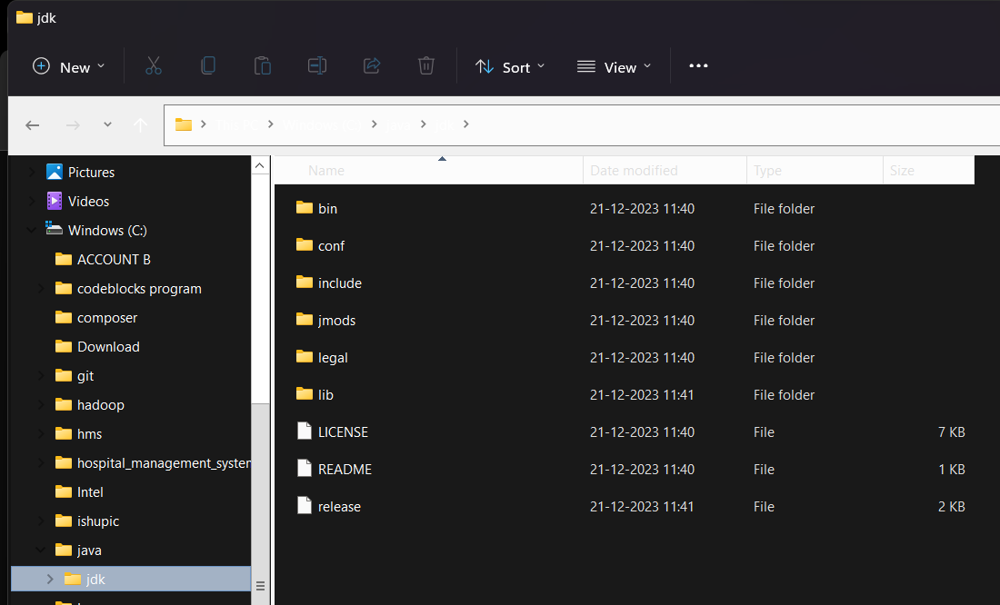 jdk
New
Sort
View
Pictures
Videos
Windows (C:)
ACCOUNT B
codeblocks program
composer
Download
git
hadoop
hms
hospital_management_syster
Intel
ishupic
java
jdk
Name Date modified Type Size
bin 21-12-2023 11:40 File folder
conf 21-12-2023 11:40 File folder
include 21-12-2023 11:40 File folder
jmods 21-12-2023 11:40 File folder
legal 21-12-2023 11:40 File folder
lib 21-12-2023 11:41 File folder
LICENSE 21-12-2023 11:40 File 7 KB
README 21-12-2023 11:40 File 1 KB
release 21-12-2023 11:41 File 2 KB